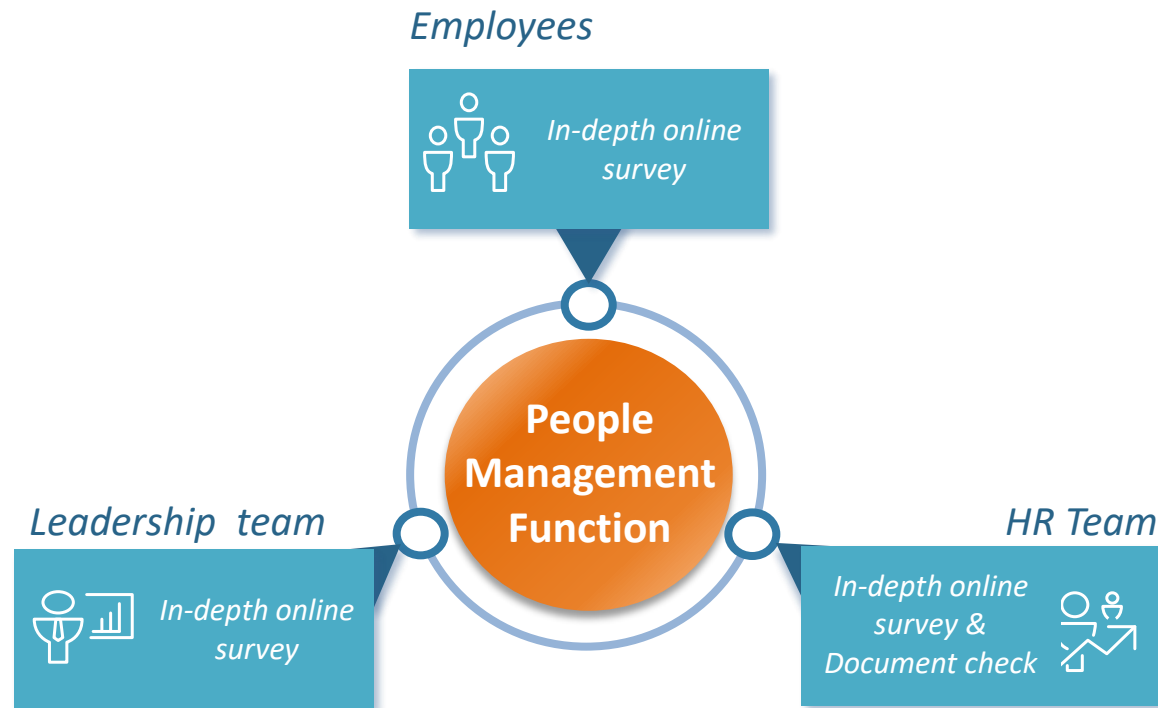 Employees
In-depth online
survey
People
Management
Function
Leadership team
In-depth online
survey
HR Team
In-depth online
survey &
Document check